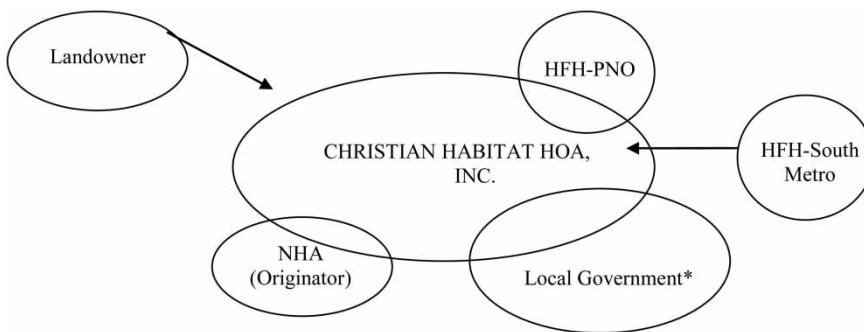 Landowner
HFH-PNO
CHRISTIAN HABITAT HOA,
INC.
HFH-South
Metro
NHA
(Originator)
Local Government*